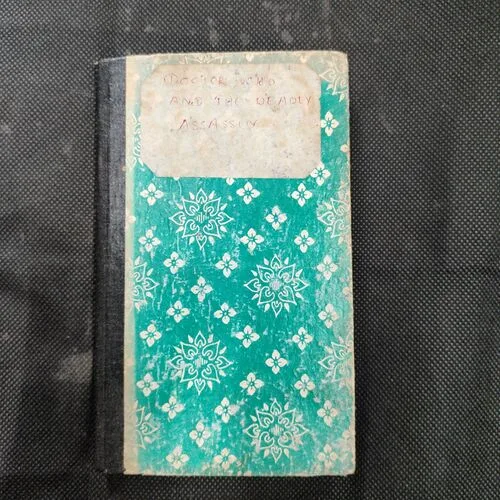 DOCTOR WHO
AND THE DEADLY
ASSASSIN